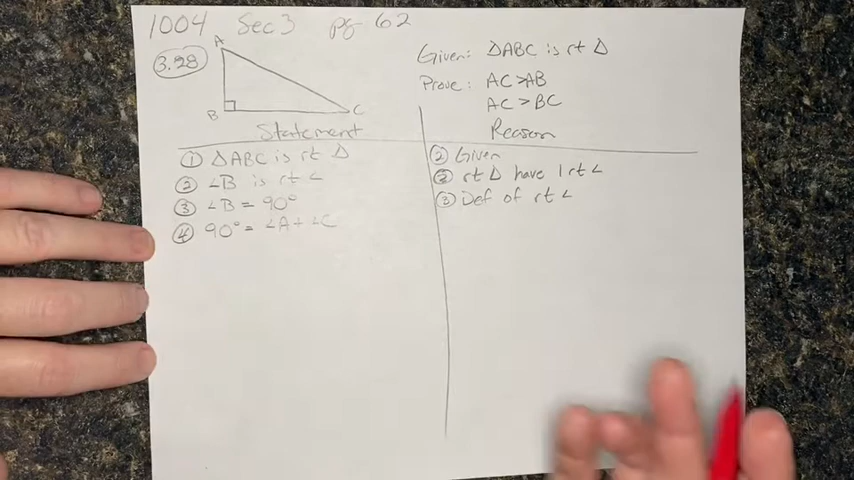 1004 Sec 3 pg 62
3.28
A
B
C
Given: △ABC is rt △
Prove: AC>AB
AC > BC
Statement
Reason
① △ABC is rt △
② ∠B is rt ∠
③ ∠B = 90°
④ 90° = ∠A + ∠C
① Given
② rt △ have 1 rt ∠
③ Def of rt ∠